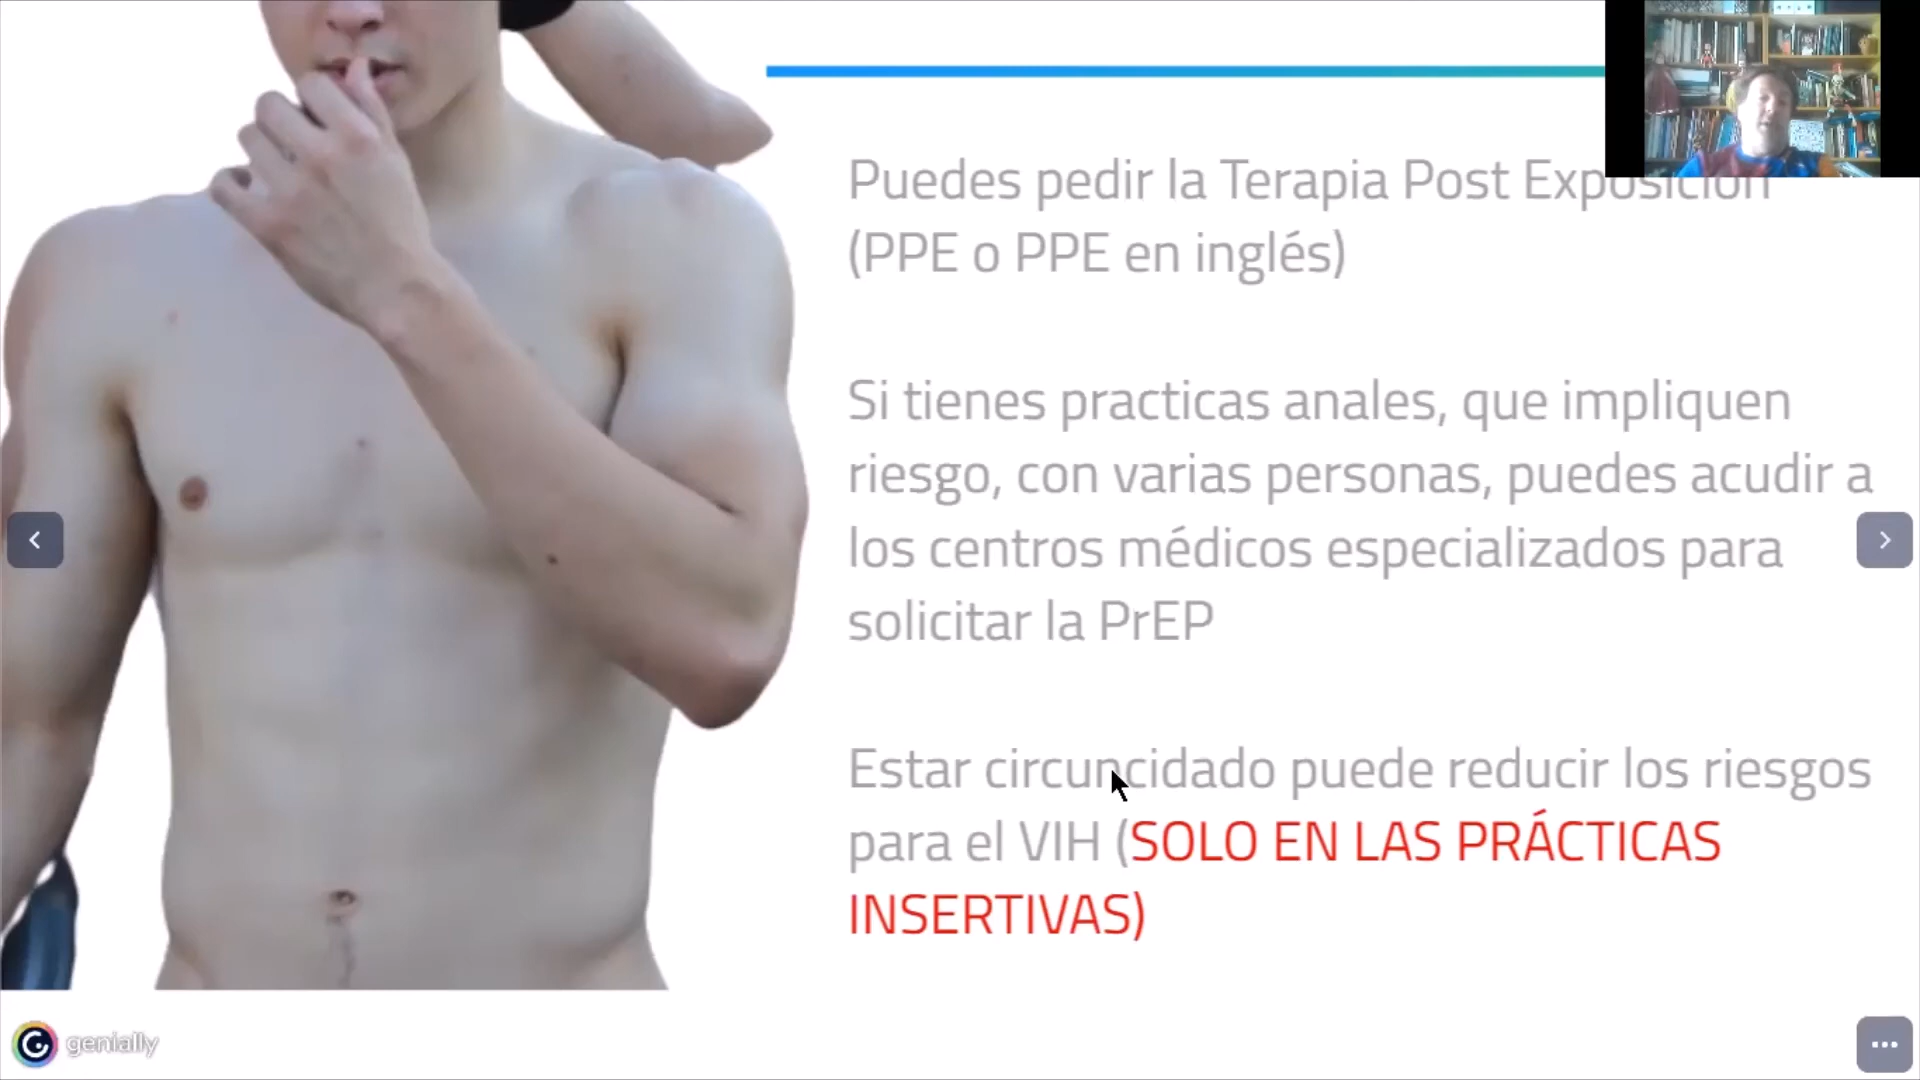 Puedes pedir la Terapia Post Exposición
(PPE o PPE en inglés)
Si tienes practicas anales, que impliquen
riesgo, con varias personas, puedes acudir a
los centros médicos especializados para
solicitar la PrEP
Estar circuncidado puede reducir los riesgos
para el VIH (SOLO EN LAS PRÁCTICAS
INSERTIVAS)
genially